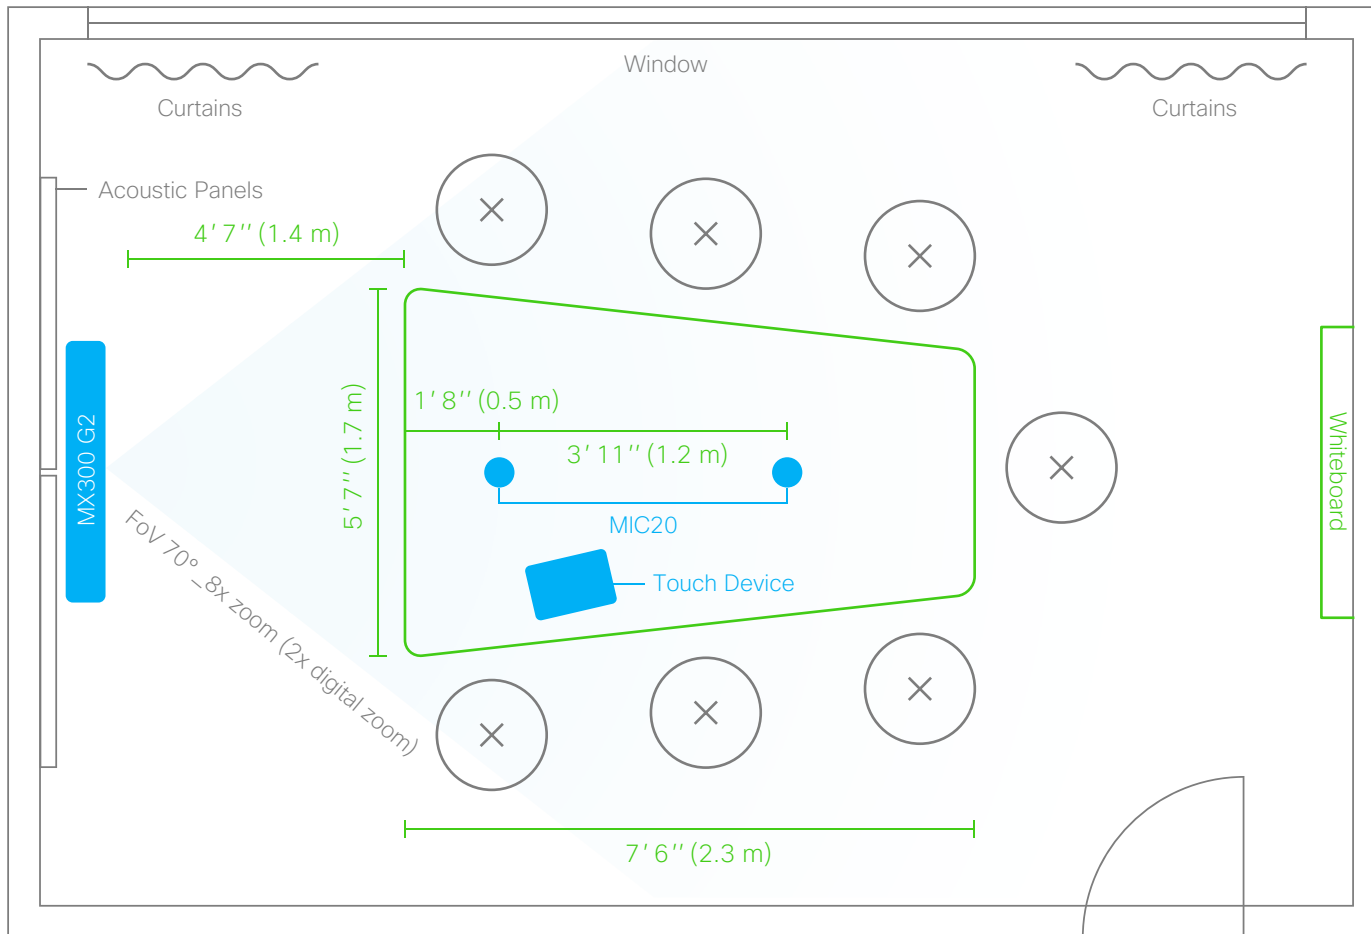 Window
Curtains
Curtains
Acoustic Panels
4' 7'' (1.4 m)
1' 8'' (0.5 m)
3' 11'' (1.2 m)
5' 7'' (1.7 m)
MX300 G2
Whiteboard
MIC20
FoV 70°_8x zoom (2x digital zoom)
Touch Device
7' 6'' (2.3 m)